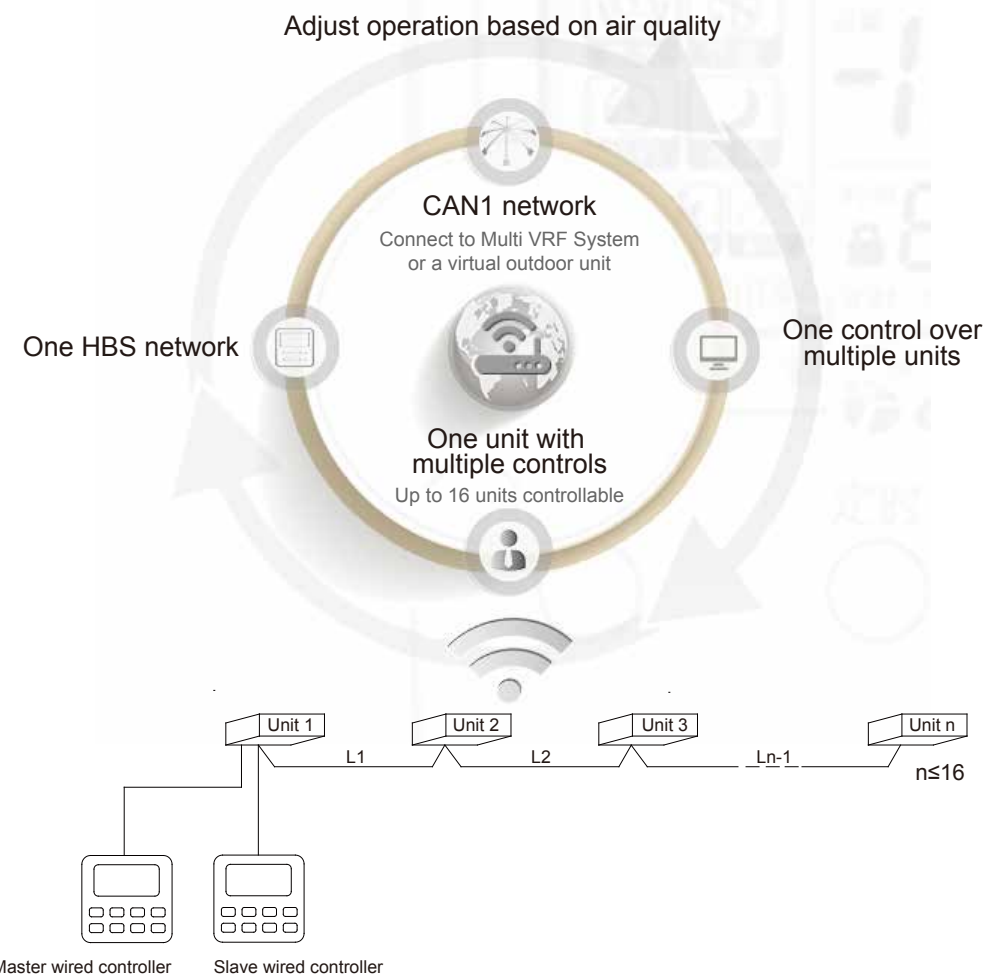 Adjust operation based on air quality
CAN1 network
Connect to Multi VRF System
or a virtual outdoor unit
One HBS network
One control over
multiple units
One unit with
multiple controls
Up to 16 units controllable
Unit 1
Unit 2
Unit 3
Unit n
L1
L2
Ln-1
n≤16
Master wired controller
Slave wired controller